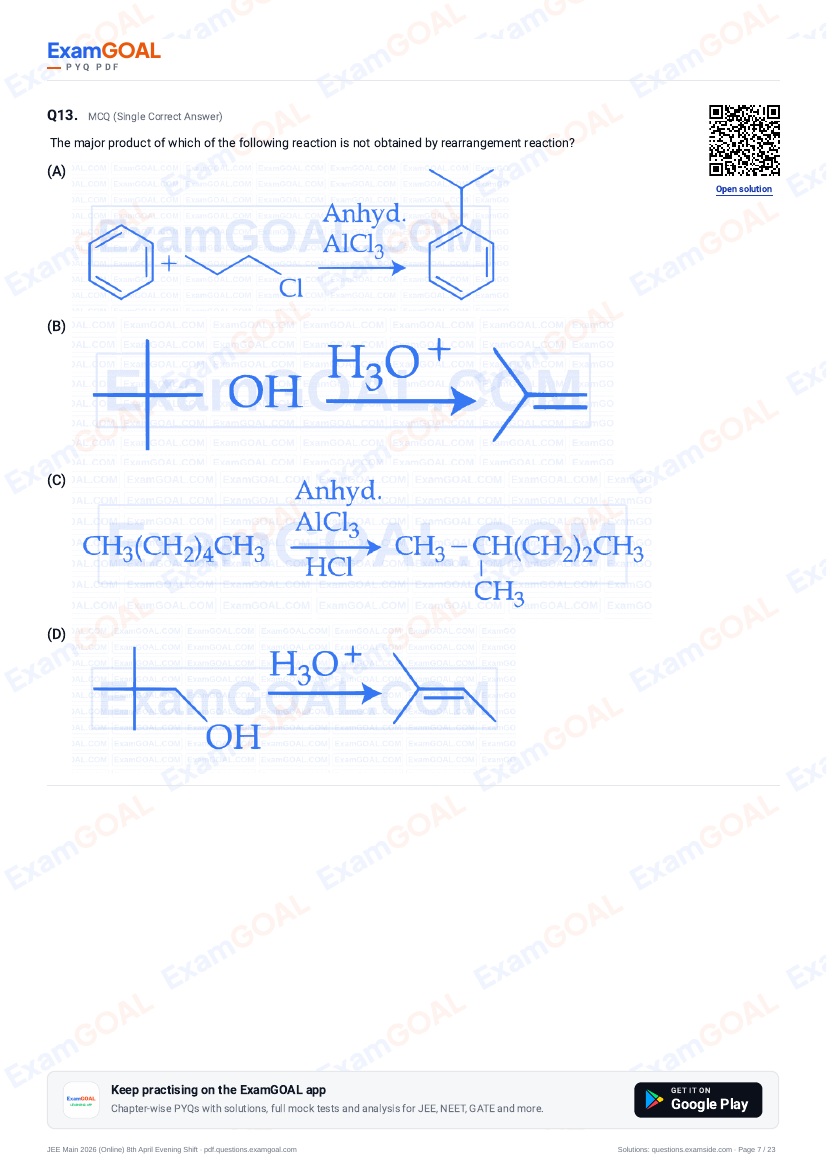 ExamGOAL
PYQ PDF
Q13. MCQ (Single Correct Answer)
The major product of which of the following reaction is not obtained by rearrangement reaction?
Open solution
(A)
Anhyd.
AlCl3
+
Cl
(B)
OH H3O+
(C)
Anhyd.
AlCl3
CH3(CH2)4CH3 CH3 – CH(CH2)2CH3
HCl
CH3
(D)
H3O+
OH
Keep practising on the ExamGOAL app
Chapter-wise PYQs with solutions, full mock tests and analysis for JEE, NEET, GATE and more.
GET IT ON
Google Play
JEE Main 2026 (Online) 8th April Evening Shift · pdf.questions.examgoal.com
Solutions: questions.examside.com · Page 7 / 23